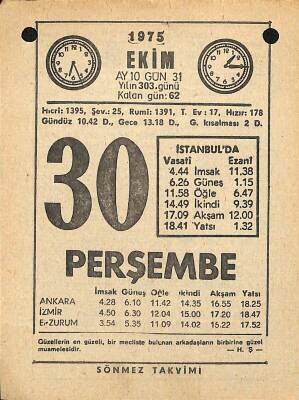 1975
EKİM
AY 10 GÜN 31
Yılın 303. günü
Kalan gün: 62
Hicrî: 1395, Şev.: 25, Rumî: 1391, T. Ev.: 17, Hızır: 178
Gündüz 10.42 D., Gece 13.18 D., G. kısalması 2 D.
30
İSTANBUL'DA
Vasatî Ezanî
4.44 İmsak 11.38
6.26 Güneş 1.15
11.58 Öğle 6.47
14.49 İkindi 9.39
17.09 Akşam 12.00
18.41 Yatsı 1.32
PERŞEMBE
İmsak Güneş Öğle İkindi Akşam Yatsı
ANKARA 4.28 6.10 11.42 14.35 16.55 18.25
İZMİR 4.50 6.30 12.04 15.00 17.20 18.47
ERZURUM 3.54 5.35 11.09 14.02 16.22 17.52
Güzellerin en güzeli, bir mecliste bulunan arkadaşların birbirine güzel
muamelesidir. — H. Ş —
SÖNMEZ TAKVİMİ